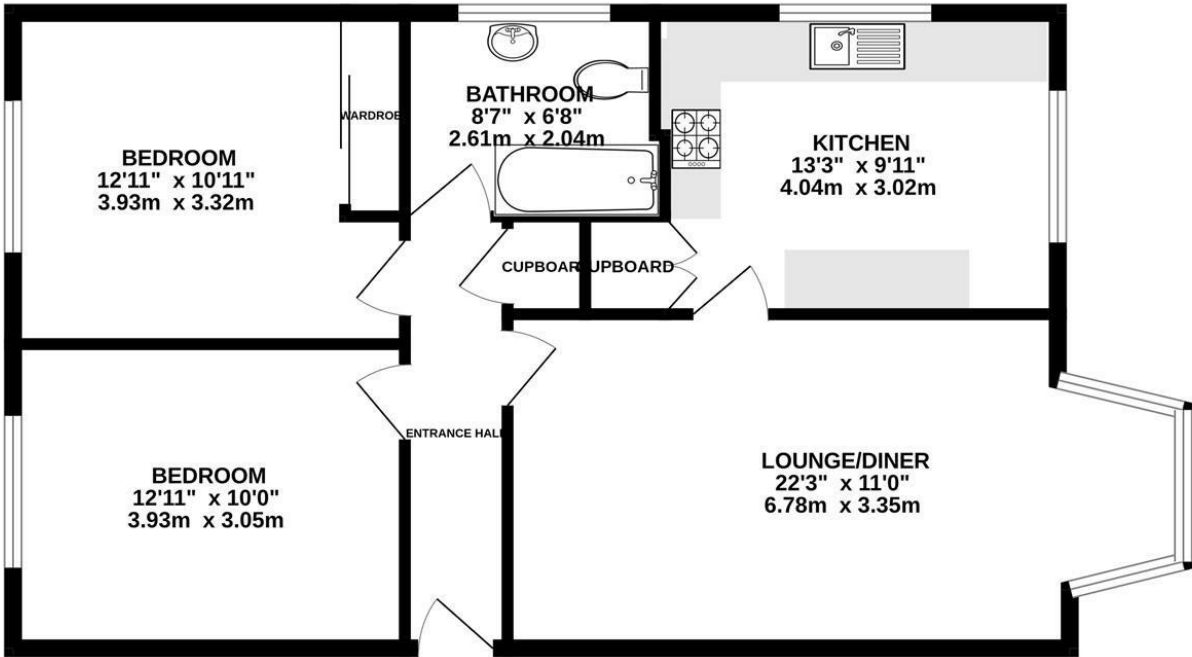 WARDROBE
BATHROOM
8'7" x 6'8"
2.61m x 2.04m
BEDROOM
12'11" x 10'11"
3.93m x 3.32m
KITCHEN
13'3" x 9'11"
4.04m x 3.02m
CUPBOARD
CUPBOARD
ENTRANCE HALL
BEDROOM
12'11" x 10'0"
3.93m x 3.05m
LOUNGE/DINER
22'3" x 11'0"
6.78m x 3.35m